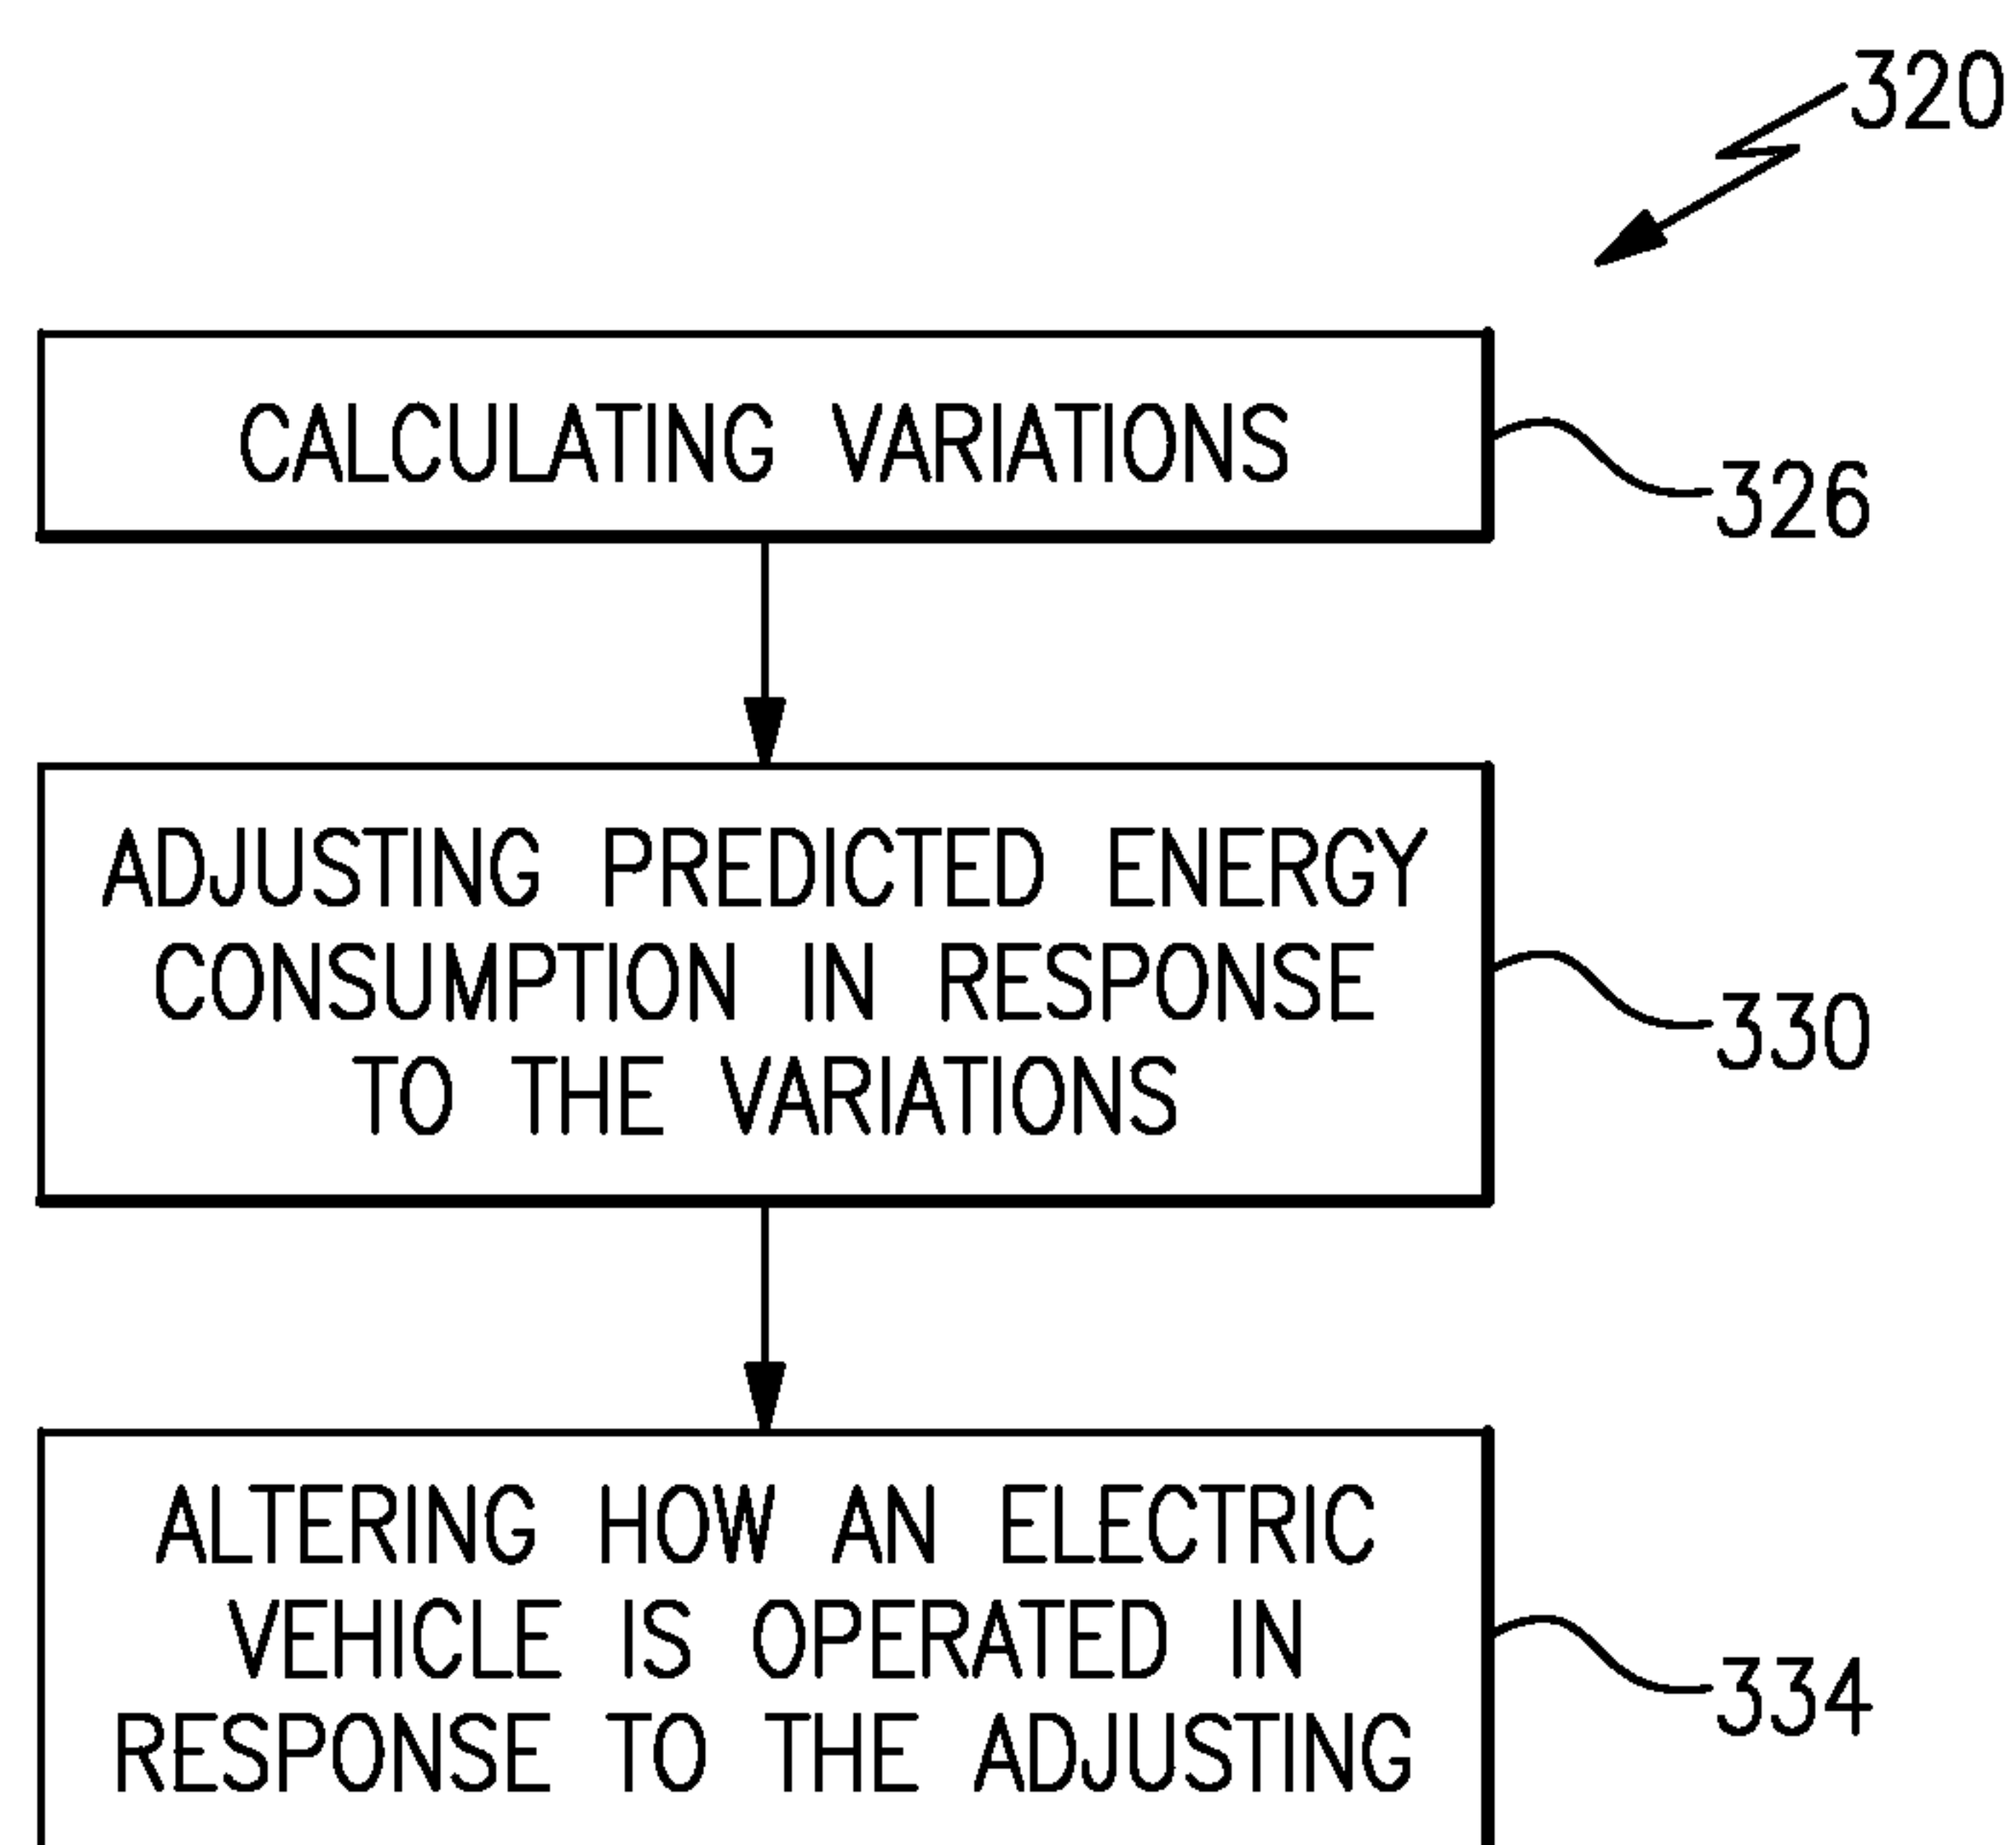 320
CALCULATING VARIATIONS
326
ADJUSTING PREDICTED ENERGY
CONSUMPTION IN RESPONSE
TO THE VARIATIONS
330
ALTERING HOW AN ELECTRIC
VEHICLE IS OPERATED IN
RESPONSE TO THE ADJUSTING
334